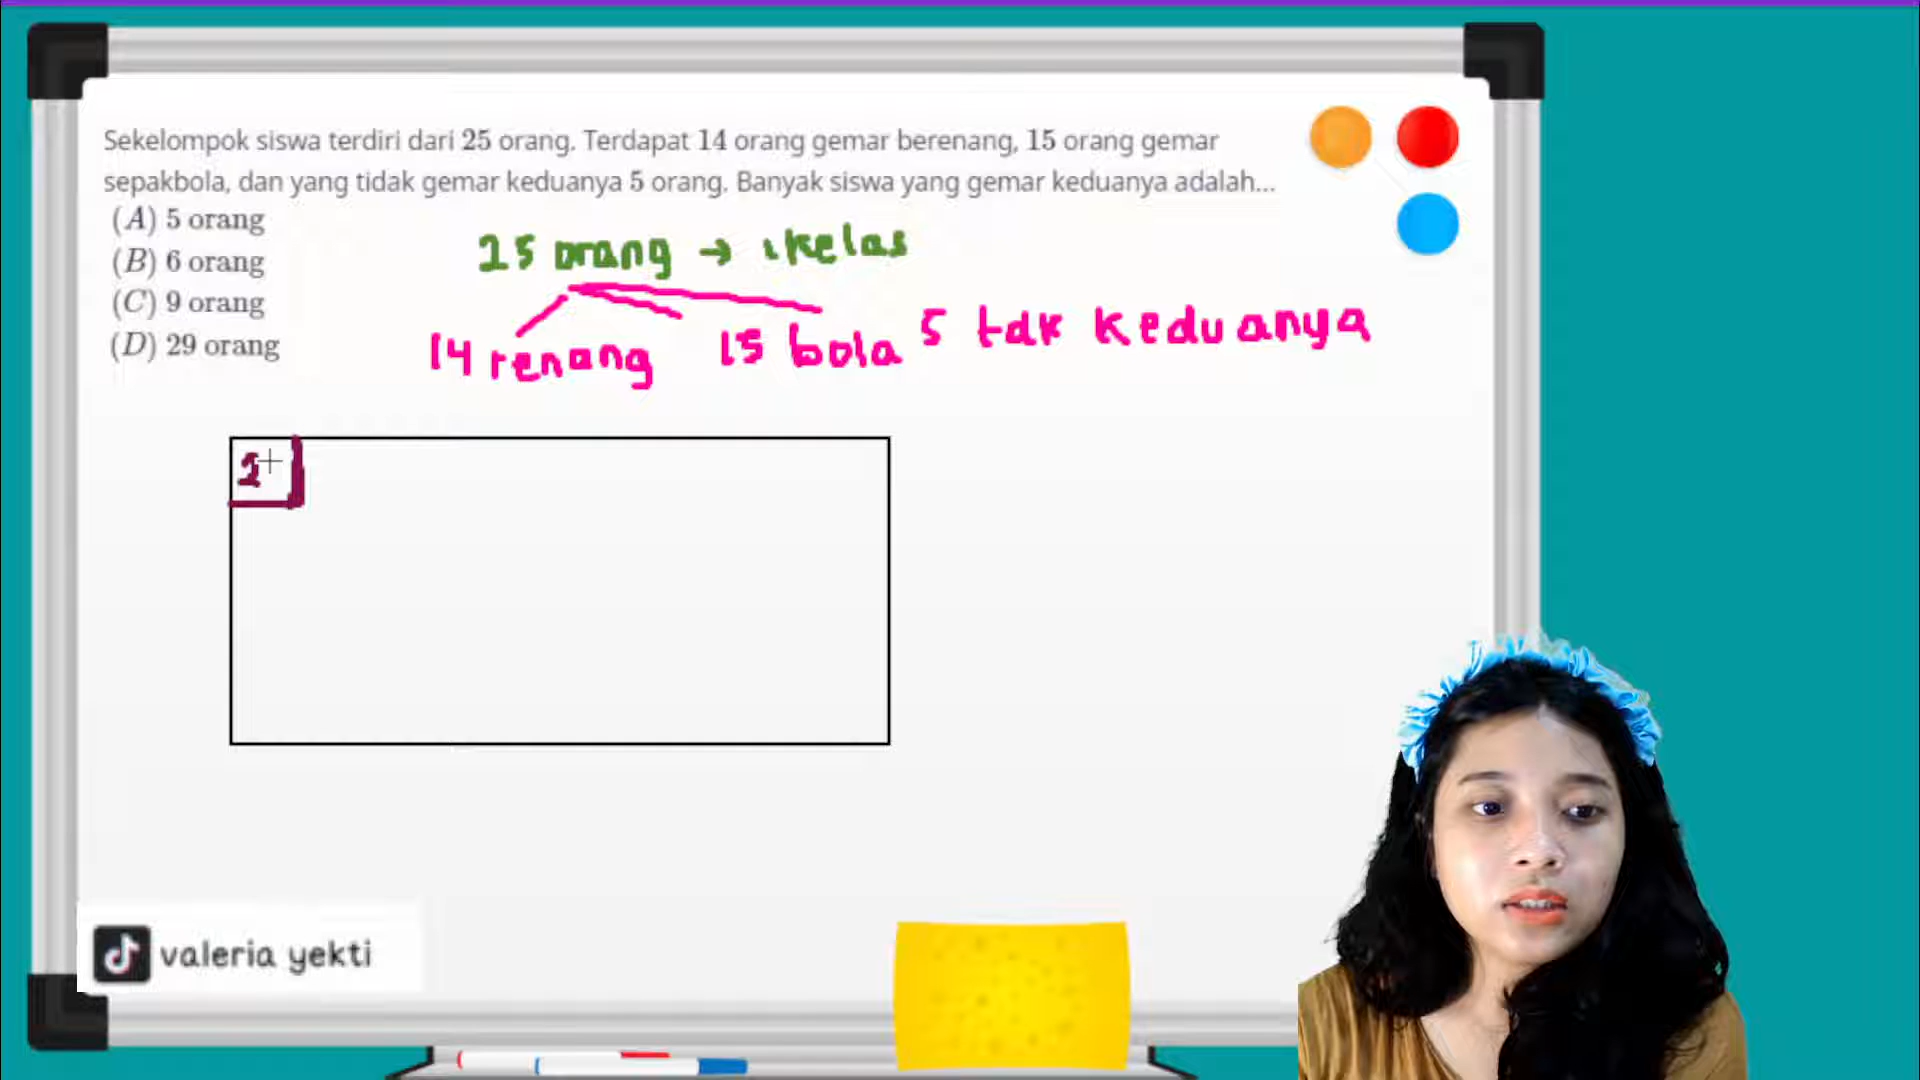 Sekelompok siswa terdiri dari 25 orang. Terdapat 14 orang gemar berenang, 15 orang gemar
sepakbola, dan yang tidak gemar keduanya 5 orang. Banyak siswa yang gemar keduanya adalah...
(A) 5 orang
(B) 6 orang
(C) 9 orang
(D) 29 orang
25 orang → 1 kelas
14 renang 15 bola 5 tak keduanya
2
valeria yekti